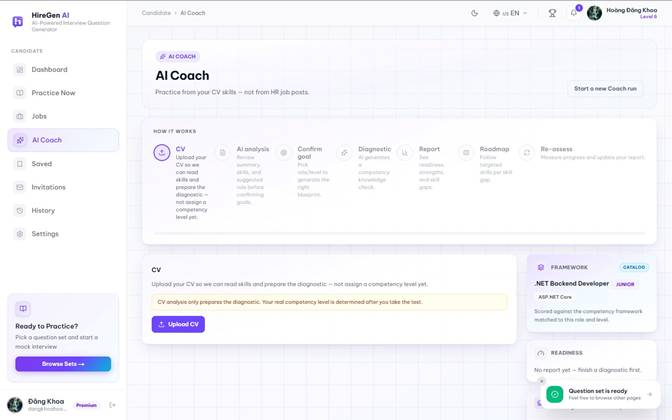 HireGen AI
AI-Powered Interview Question
Generator
CANDIDATE
Dashboard
Practice Now
Jobs
AI Coach
Saved
Invitations
History
Settings
Ready to Practice?
Pick a question set and start a
mock interview
Browse Sets →
Đăng Khoa
dangkhoahoa...
Premium
Candidate › AI Coach
US EN
1
Hoàng Đăng Khoa
Level 6
AI COACH
AI Coach
Practice from your CV skills — not from HR job posts.
Start a new Coach run
HOW IT WORKS
CV
Upload your
CV so we
can read
skills and
prepare the
diagnostic —
not assign a
competency
level yet.
AI analysis
Review
summary,
skills, and
suggested
role before
confirming
goals.
Confirm
goal
Pick
role/level to
generate the
right
blueprint.
Diagnostic
AI generates
a
competency
knowledge
check.
Report
See
readiness,
strengths,
and skill
gaps.
Roadmap
Follow
targeted
drills per skill
gap.
Re-assess
Measure progress and update your report.
CV
Upload your CV so we can read skills and prepare the diagnostic — not assign a competency level yet.
CV analysis only prepares the diagnostic. Your real competency level is determined after you take the test.
Upload CV
FRAMEWORK
CATALOG
.NET Backend Developer
JUNIOR
ASP.NET Core
Scored against the competency framework
matched to this role and level.
READINESS
No report yet — finish a diagnostic first.
Question set is ready
Feel free to browse other pages